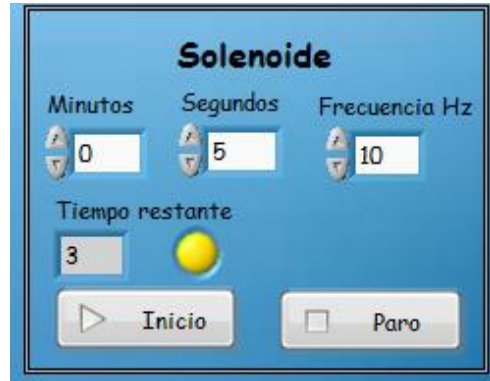 Solenoide
Minutos Segundos Frecuencia Hz
0 5 10
Tiempo restante
3
Inicio Paro